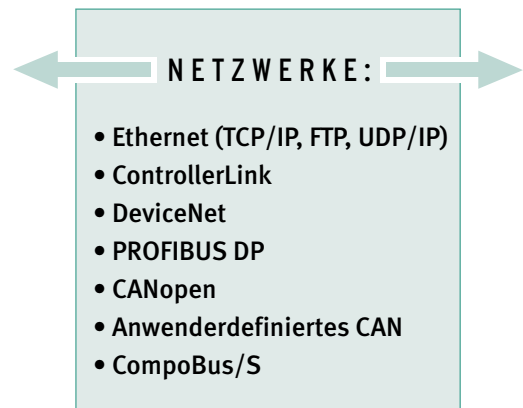 NETZWERKE:
• Ethernet (TCP/IP, FTP, UDP/IP)
• ControllerLink
• DeviceNet
• PROFIBUS DP
• CANopen
• Anwenderdefiniertes CAN
• CompoBus/S